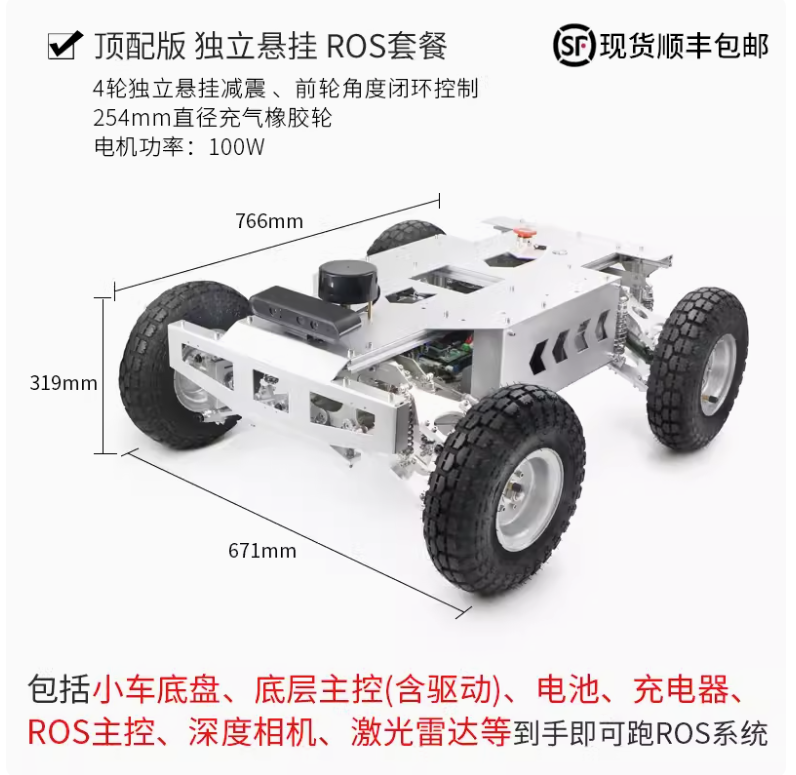 顶配版 独立悬挂 ROS套餐
SF现货顺丰包邮
4轮独立悬挂减震、前轮角度闭环控制
254mm直径充气橡胶轮
电机功率：100W
766mm
319mm
671mm
包括小车底盘、底层主控(含驱动)、电池、充电器、
ROS主控、深度相机、激光雷达等到手即可跑ROS系统